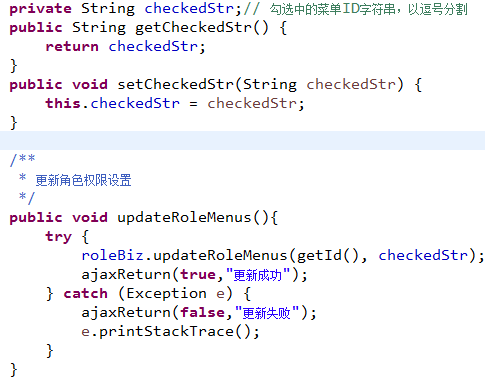 private String checkedStr;// 勾选中的菜单ID字符串，以逗号分割
public String getCheckedStr() {
    return checkedStr;
}
public void setCheckedStr(String checkedStr) {
    this.checkedStr = checkedStr;
}
/**
 * 更新角色权限设置
 */
public void updateRoleMenus(){
    try {
        roleBiz.updateRoleMenus(getId(), checkedStr);
        ajaxReturn(true,"更新成功");
    } catch (Exception e) {
        ajaxReturn(false,"更新失败");
        e.printStackTrace();
    }
}